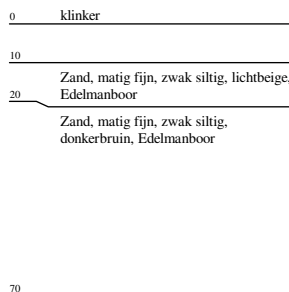 0 klinker
10
Zand, matig fijn, zwak siltig, lichtbeige,
20 Edelmanboor
Zand, matig fijn, zwak siltig,
donkerbruin, Edelmanboor
70